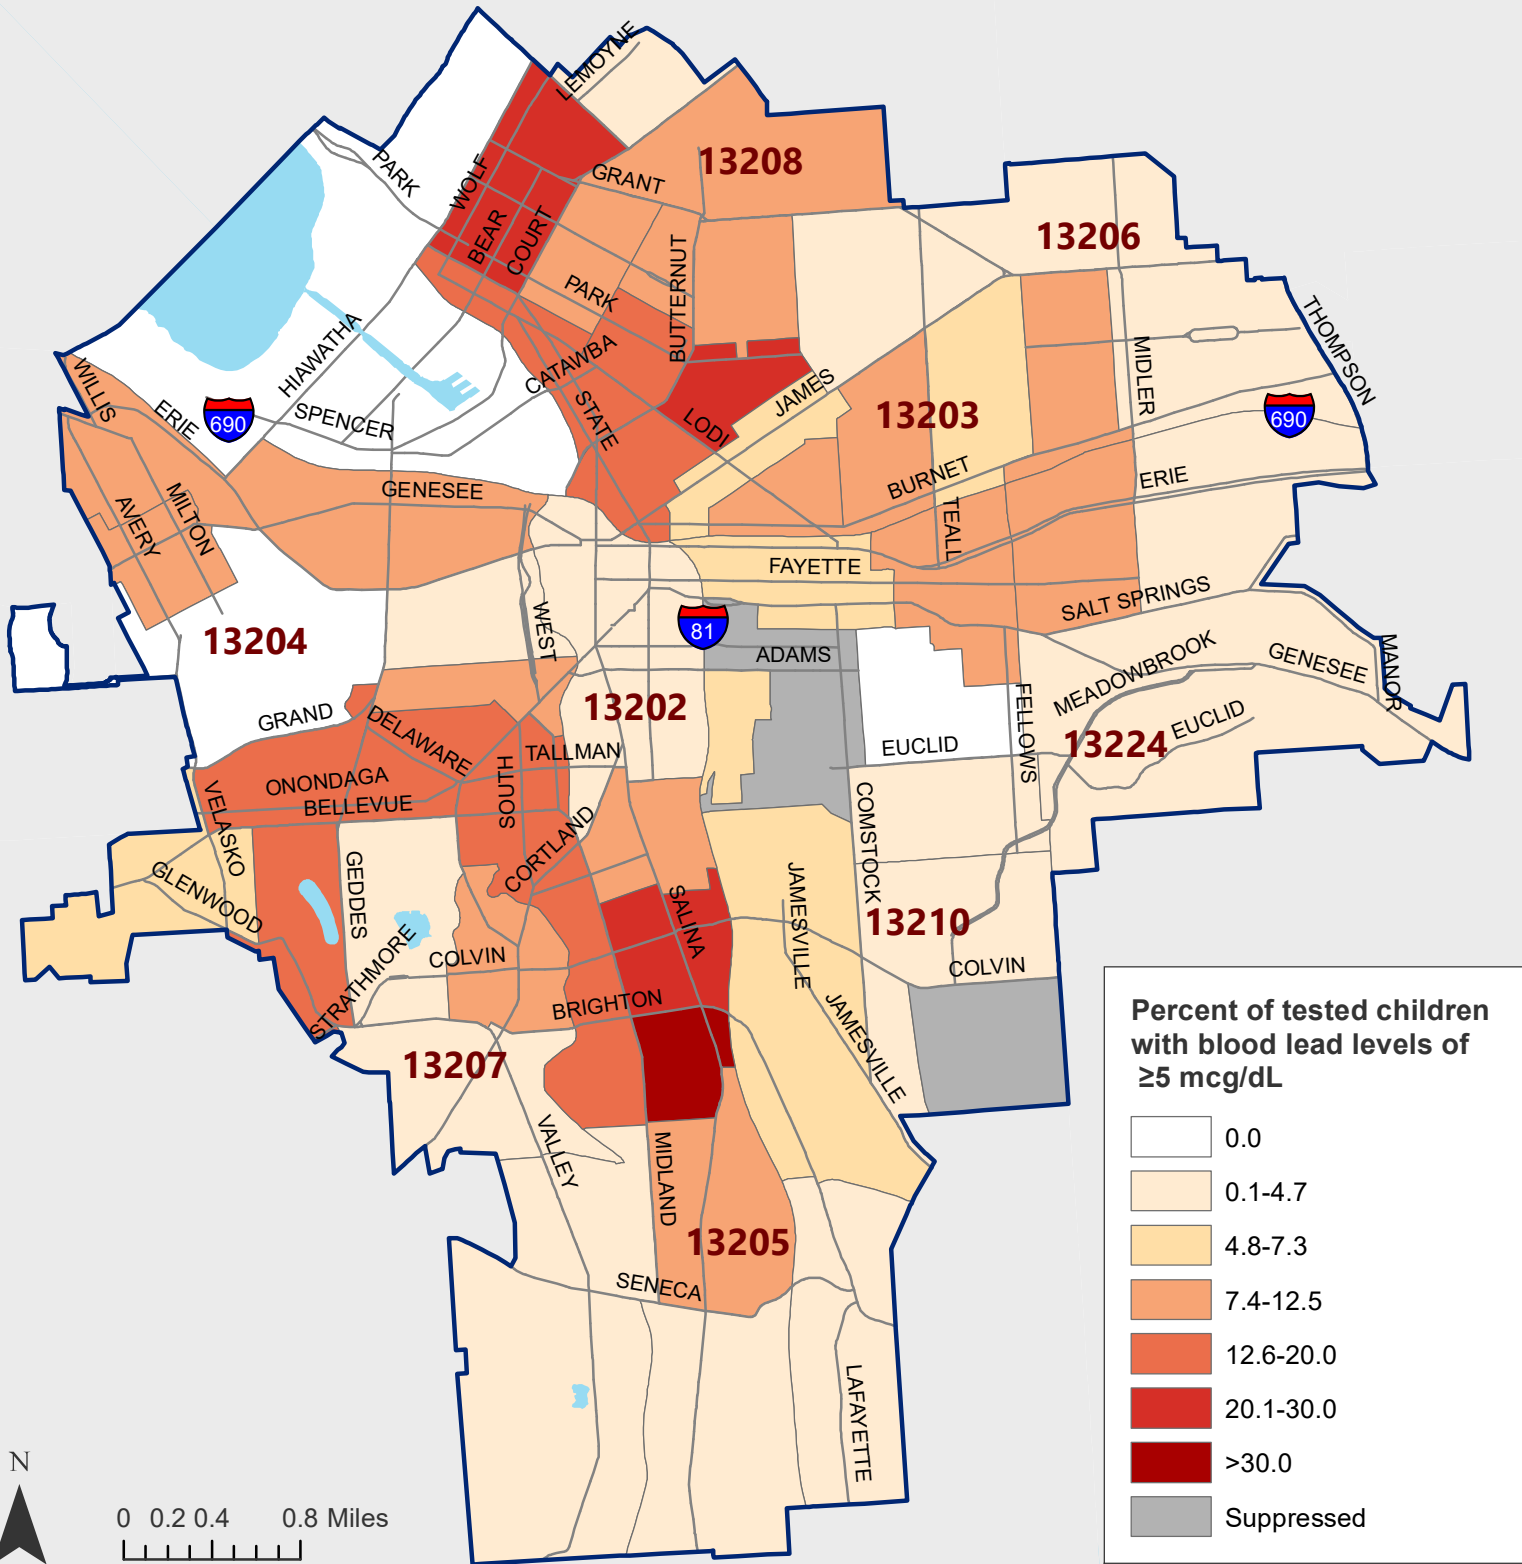 LEMOYNE
PARK
WOLF
GRANT
13208
BEAR
COURT
13206
BUTTERNUT
PARK
HIAWATHA
THOMPSON
WILLIS
ERIE
690
SPENCER
CATAWBA
STATE
LODI
JAMES
13203
MIDLER
690
GENESEE
BURNET
ERIE
AVERY
MILTON
TEALL
FAYETTE
SALT SPRINGS
13204
WEST
81
ADAMS
MEADOWBROOK
GENESEE
MANOR
GRAND
DELAWARE
13202
FELLOWS
EUCLID
EUCLID
13224
TALLMAN
SOUTH
ONONDAGA
BELLEVUE
VELASKO
CORTLAND
COMSTOCK
GLENWOOD
GEDDES
SALINA
JAMESVILLE
13210
STRATHMORE
COLVIN
COLVIN
BRIGHTON
JAMESVILLE
13207
VALLEY
MIDLAND
13205
SENECA
LAFAYETTE
Percent of tested children
with blood lead levels of
≥5 mcg/dL
0.0
0.1-4.7
4.8-7.3
7.4-12.5
12.6-20.0
20.1-30.0
>30.0
Suppressed
N
0 0.2 0.4 0.8 Miles